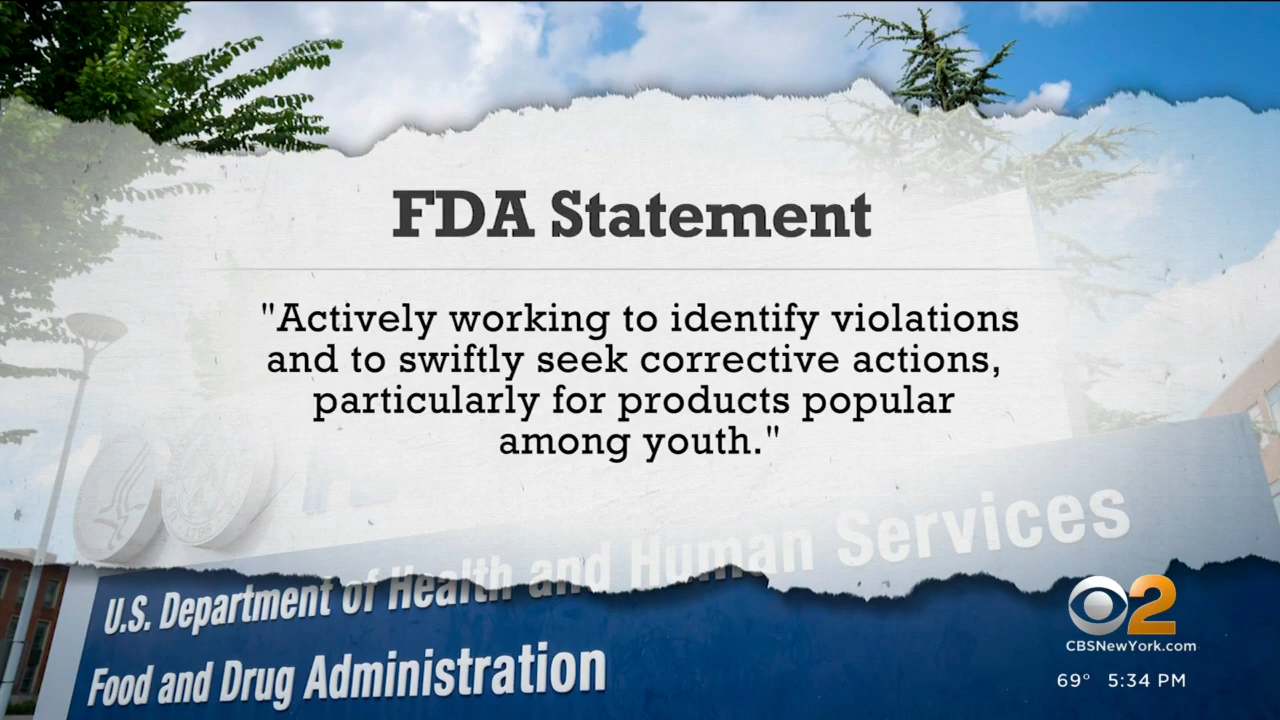 FDA Statement
"Actively working to identify violations
and to swiftly seek corrective actions,
particularly for products popular
among youth."
U.S. Department of Health and Human Services
Food and Drug Administration
2
CBSNewYork.com
69° 5:34 PM